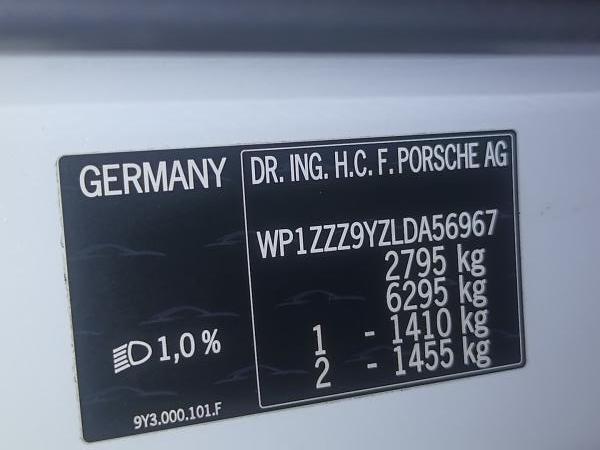 GERMANY
DR. ING. H.C. F. PORSCHE AG
WP1ZZZ9YZLDA56967
2795 kg
6295 kg
1 - 1410 kg
2 - 1455 kg
1,0 %
9Y3.000.101.F